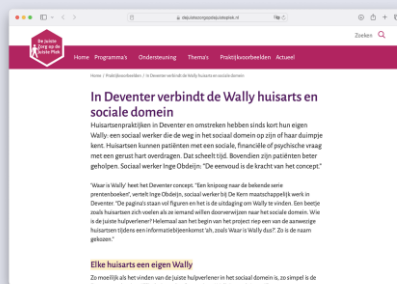 Zoeken
De Juiste
Zorg op de
Juiste Plek
Home Programma's Ondersteuning Thema's Praktijkvoorbeelden Actueel
Home / Praktijkvoorbeelden / In Deventer verbindt de Wally huisarts en sociale domein
In Deventer verbindt de Wally huisarts en
sociale domein
Huisartsenpraktijken in Deventer en omstreken hebben sinds kort hun eigen
Wally: een sociaal werker die de weg in het sociaal domein op zijn of haar duimpje
kent. Huisartsen kunnen patiënten met een sociale, financiële of psychische vraag
met een gerust hart overdragen. Dat scheelt tijd. Bovendien zijn patiënten beter
geholpen. Sociaal werker Inge Obdeijn: “De eenvoud is de kracht van het concept.”
‘Waar is Wally’ heet het Deventer concept. “Een knipoog naar de bekende serie
prentenboeken”, vertelt Inge Obdeijn, sociaal werker bij De Kern maatschappelijk werk in
Deventer. “De pagina’s staan vol figuren en het is de uitdaging om Wally te vinden. Een beetje
zoals huisartsen zich voelen als ze iemand willen doorverwijzen naar het sociale domein. Wie
is de juiste hulpverlener? Helemaal aan het begin van het project riep een van de aanwezige
huisartsen tijdens een informatiebijeenkomst ‘ah, zoals Waar is Wally dus?’. Zo is de naam
gekozen.”
Elke huisarts een eigen Wally
Zo moeilijk als het vinden van de juiste hulpverlener in het sociaal domein is, zo simpel is de